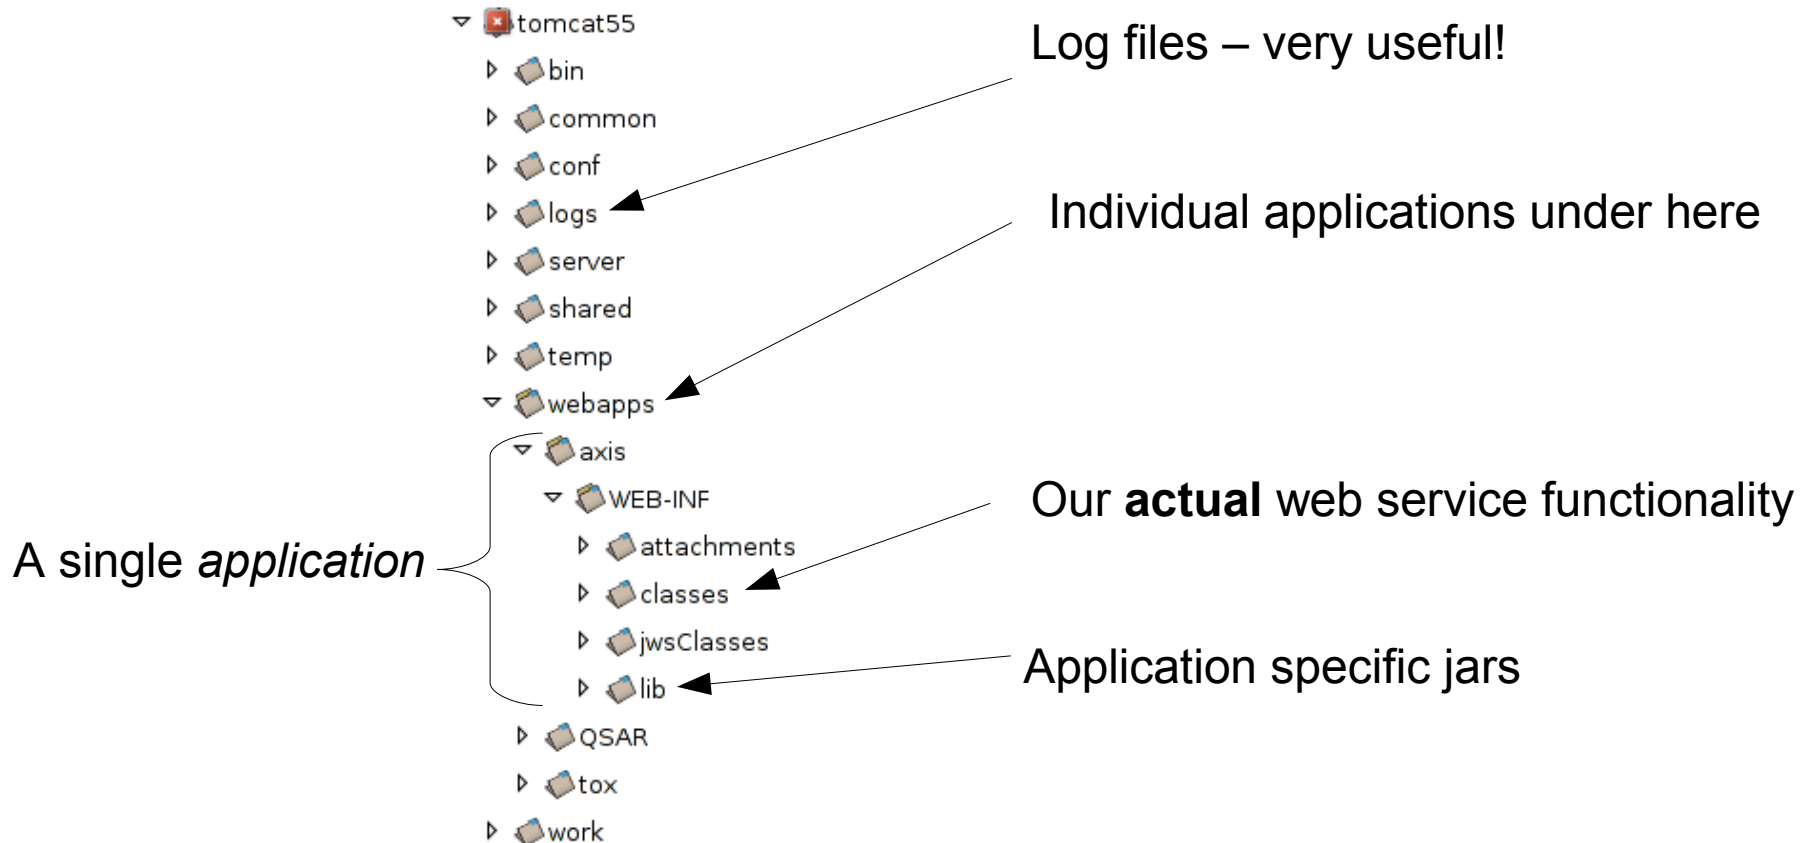 tomcat55
Log files – very useful!
bin
common
conf
logs
Individual applications under here
server
shared
temp
webapps
axis
WEB-INF
Our actual web service functionality
attachments
A single application
classes
jwsClasses
Application specific jars
lib
QSAR
tox
work